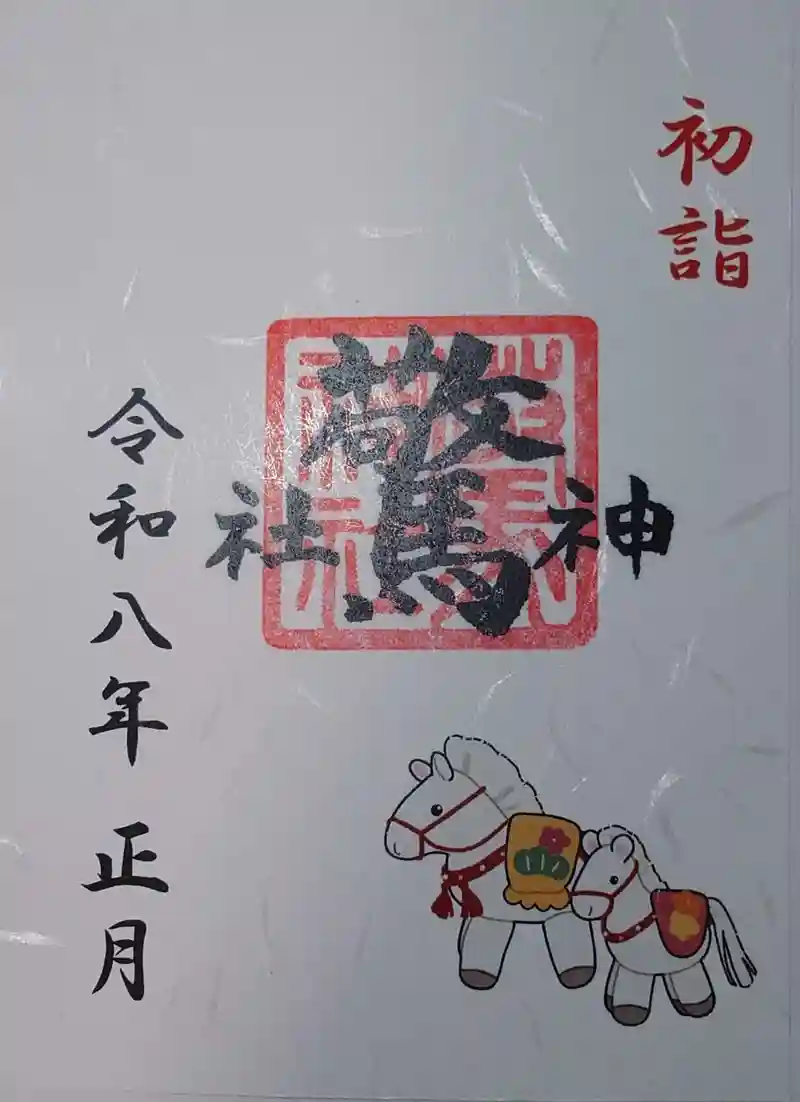 初詣
驚神社
令和八年 正月